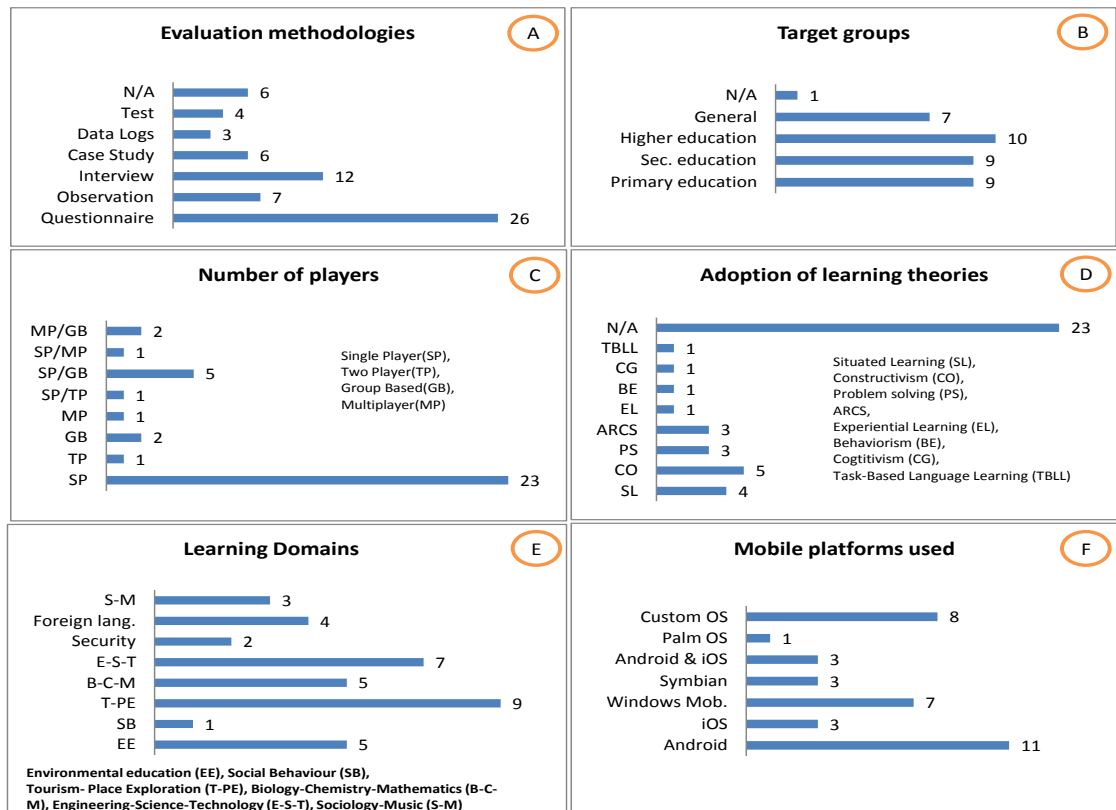 Evaluation methodologies
A
N/A 6
Test 4
Data Logs 3
Case Study 6
Interview 12
Observation 7
Questionnaire 26
Target groups
B
N/A 1
General 7
Higher education 10
Sec. education 9
Primary education 9
Number of players
C
MP/GB 2
SP/MP 1
SP/GB 5
SP/TP 1
MP 1
GB 2
TP 1
SP 23
Single Player(SP),
Two Player(TP),
Group Based(GB),
Multiplayer(MP)
Adoption of learning theories
D
N/A 23
TBLL 1
CG 1
BE 1
EL 1
ARCS 3
PS 3
CO 5
SL 4
Situated Learning (SL),
Constructivism (CO),
Problem solving (PS),
ARCS,
Experiential Learning (EL),
Behaviorism (BE),
Cogtitivism (CG),
Task-Based Language Learning (TBLL)
Learning Domains
E
S-M 3
Foreign lang. 4
Security 2
E-S-T 7
B-C-M 5
T-PE 9
SB 1
EE 5
Environmental education (EE), Social Behaviour (SB),
Tourism- Place Exploration (T-PE), Biology-Chemistry-Mathematics (B-C-
M), Engineering-Science-Technology (E-S-T), Sociology-Music (S-M)
Mobile platforms used
F
Custom OS 8
Palm OS 1
Android & iOS 3
Symbian 3
Windows Mob. 7
iOS 3
Android 11